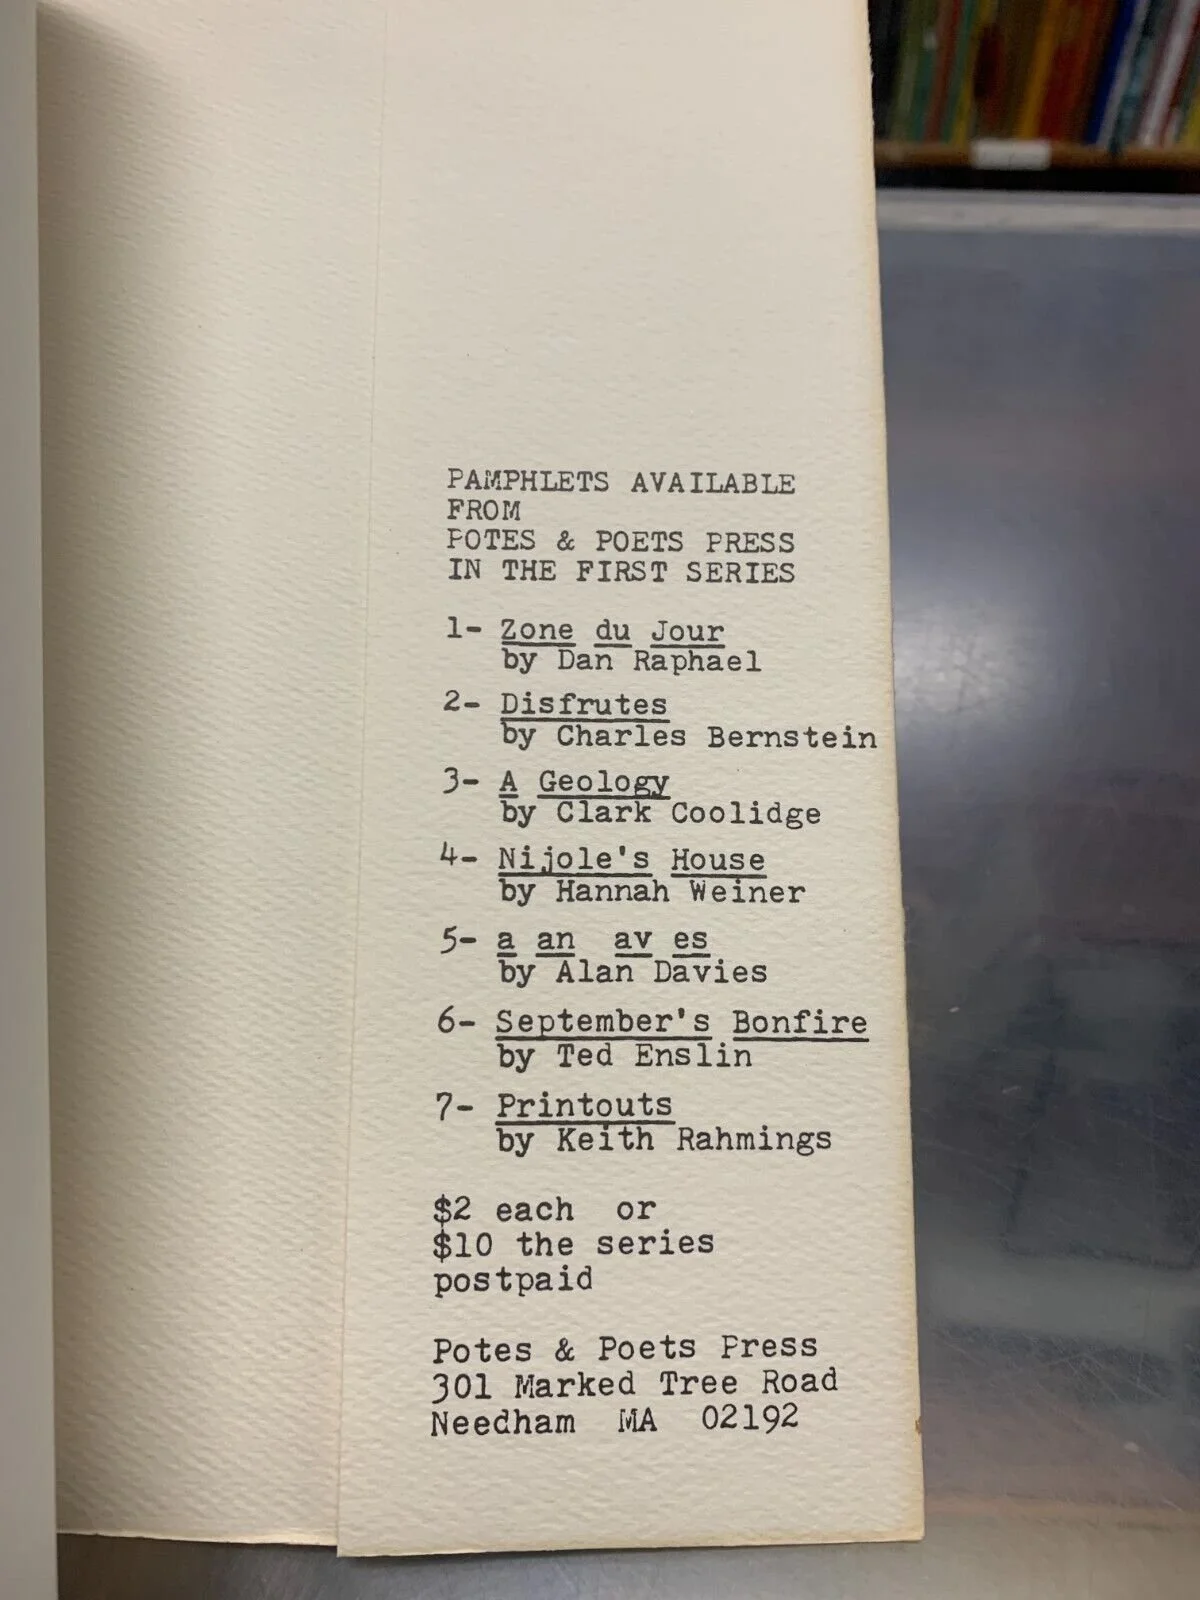 PAMPHLETS AVAILABLE
FROM
POTES & POETS PRESS
IN THE FIRST SERIES
1- Zone du Jour
by Dan Raphael
2- Disfrutes
by Charles Bernstein
3- A Geology
by Clark Coolidge
4- Nijole's House
by Hannah Weiner
5- a an av es
by Alan Davies
6- September's Bonfire
by Ted Enslin
7- Printouts
by Keith Rahmings
$2 each or
$10 the series
postpaid
Potes & Poets Press
301 Marked Tree Road
Needham MA 02192